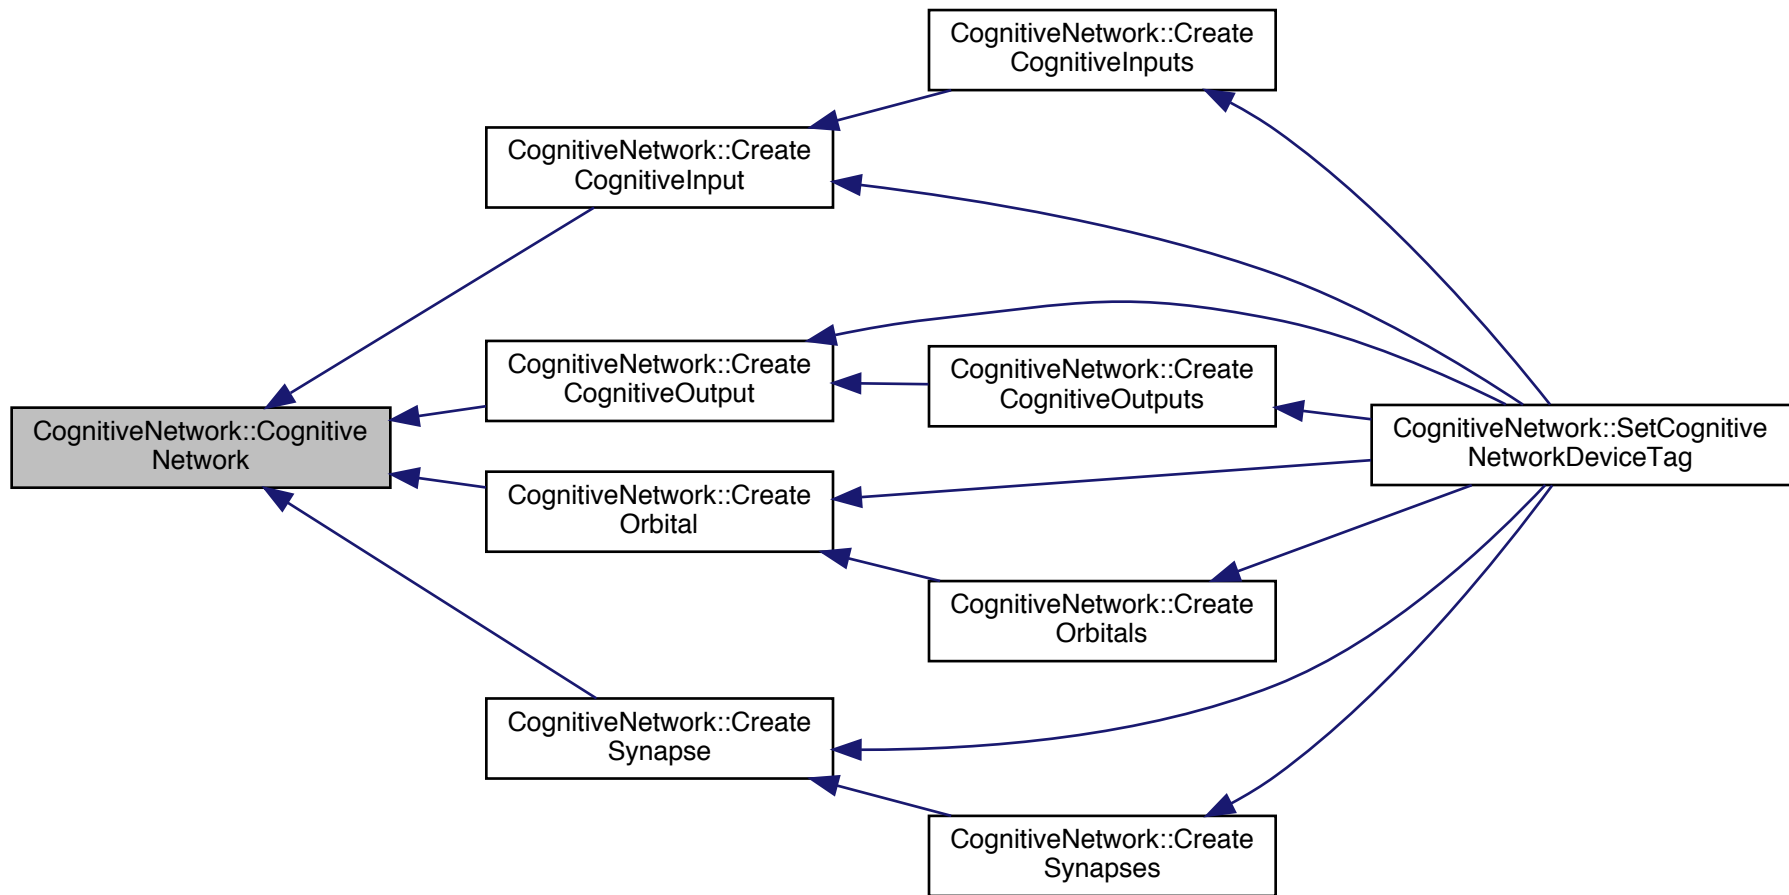 CognitiveNetwork::Create
CognitiveInputs
CognitiveNetwork::Create
CognitiveInput
CognitiveNetwork::Create
CognitiveOutput
CognitiveNetwork::Create
CognitiveOutputs
CognitiveNetwork::Cognitive
Network
CognitiveNetwork::SetCognitive
NetworkDeviceTag
CognitiveNetwork::Create
Orbital
CognitiveNetwork::Create
Orbitals
CognitiveNetwork::Create
Synapse
CognitiveNetwork::Create
Synapses